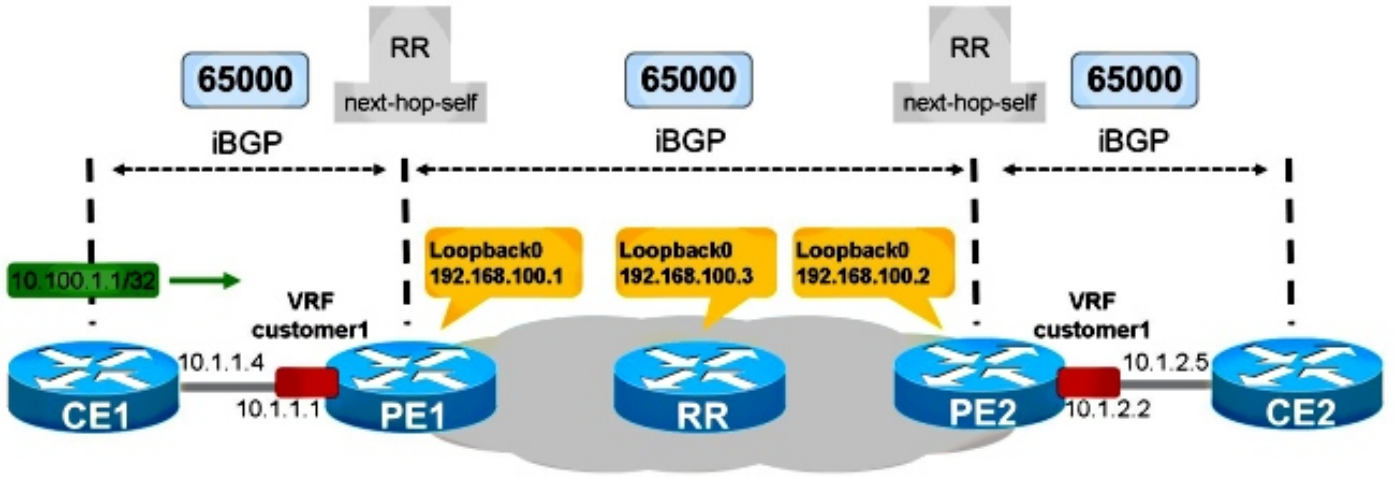 RR
RR
65000
next-hop-self
65000
next-hop-self
65000
iBGP
iBGP
iBGP
Loopback0
192.168.100.1
Loopback0
192.168.100.3
Loopback0
192.168.100.2
10.100.1.1/32
VRF
customer1
VRF
customer1
10.1.1.4
10.1.2.5
CE1
10.1.1.1
PE1
RR
PE2
10.1.2.2
CE2